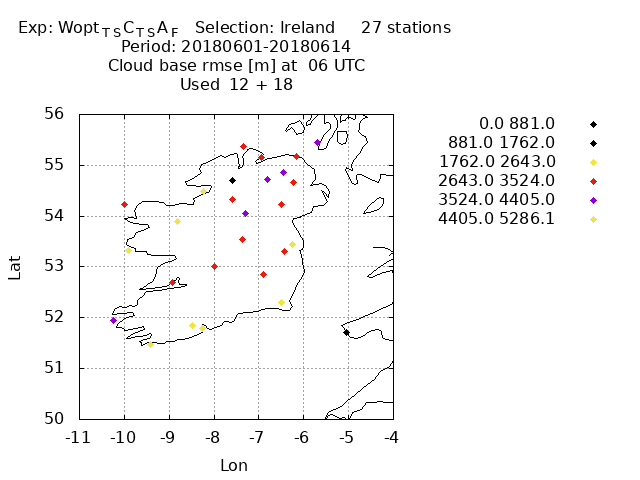 Exp: Wopt_TSC_TSA_F Selection: Ireland 27 stations
Period: 20180601-20180614
Cloud base rmse [m] at 06 UTC
Used 12 + 18
0.0 881.0
881.0 1762.0
1762.0 2643.0
2643.0 3524.0
3524.0 4405.0
4405.0 5286.1
56
55
54
53
52
51
50
Lat
-11 -10 -9 -8 -7 -6 -5 -4
Lon